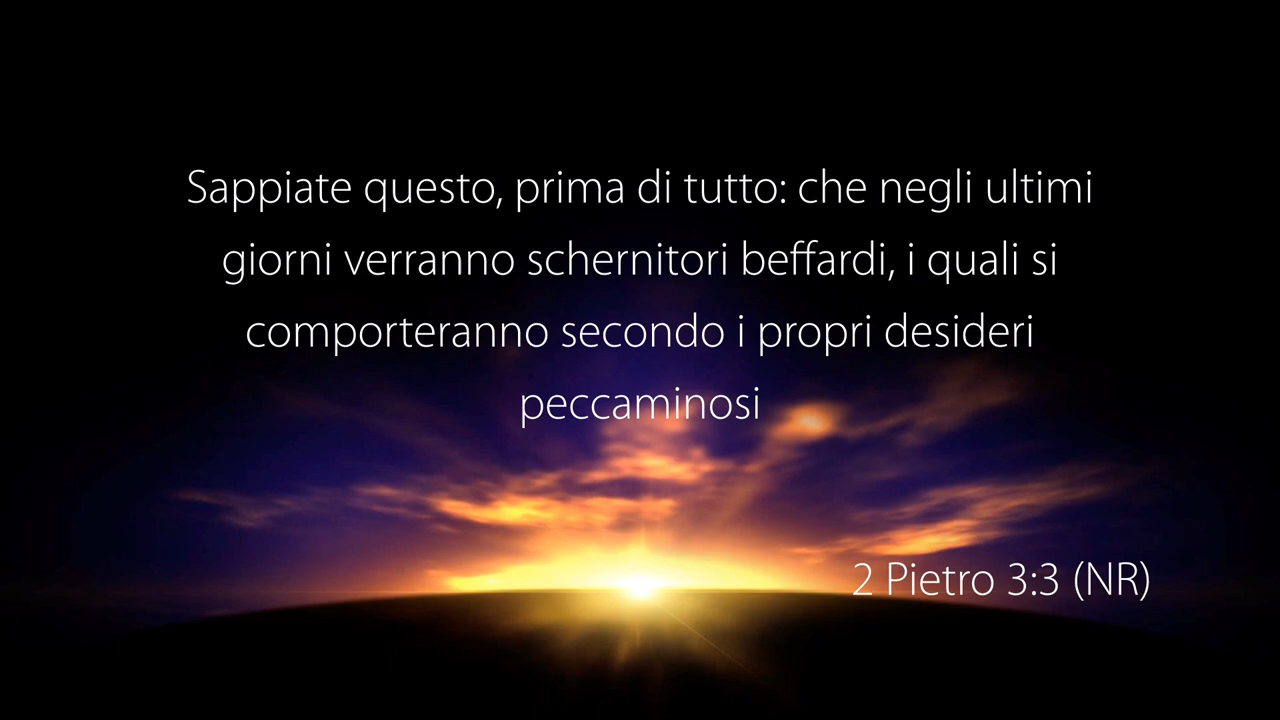 Sappiate questo, prima di tutto: che negli ultimi
giorni verranno schernitori beffardi, i quali si
comporteranno secondo i propri desideri
peccaminosi
2 Pietro 3:3 (NR)